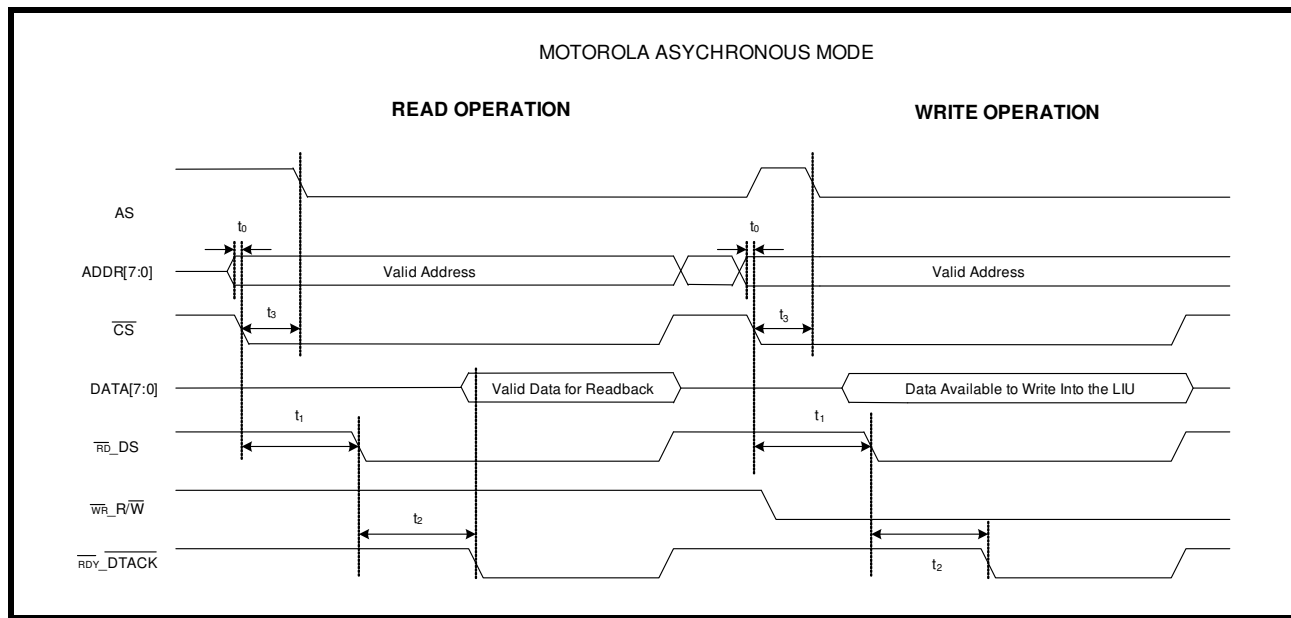 MOTOROLA ASYCHRONOUS MODE
READ OPERATION
WRITE OPERATION
AS
t0
t0
ADDR[7:0]
Valid Address
Valid Address
CS
t3
t3
DATA[7:0]
Valid Data for Readback
Data Available to Write Into the LIU
t1
t1
RD_DS
WR_R/W
t2
t2
RDY_DTACK